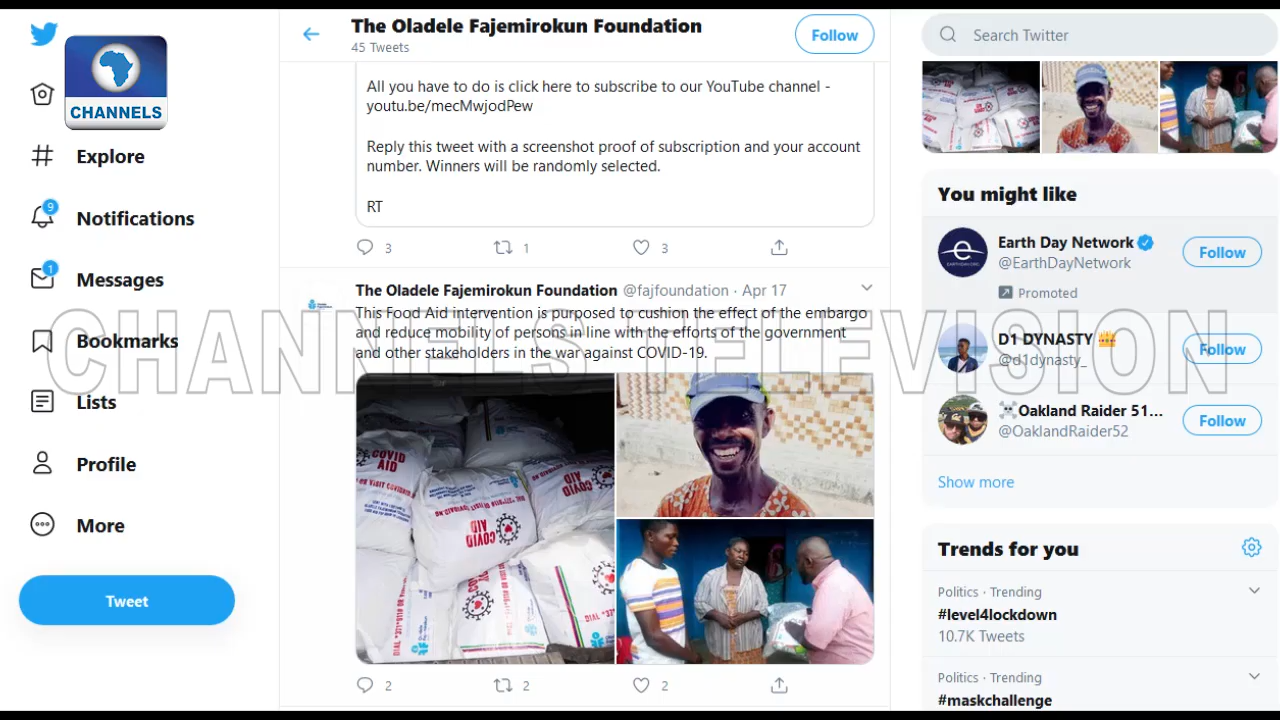 The Oladele Fajemirokun Foundation
45 Tweets
Follow
Search Twitter
CHANNELS
Explore
9
Notifications
1
Messages
Bookmarks
Lists
Profile
More
Tweet
All you have to do is click here to subscribe to our YouTube channel -
youtu.be/mecMwjodPew
Reply this tweet with a screenshot proof of subscription and your account
number. Winners will be randomly selected.
RT
3 1 3
The Oladele Fajemirokun Foundation @fajfoundation · Apr 17
This Food Aid intervention is purposed to cushion the effect of the embargo
and reduce mobility of persons in line with the efforts of the government
and other stakeholders in the war against COVID-19.
CHANNELS TELEVISION
COVID
AID
COVID
AID
COVID
AID
2 2 2
You might like
Earth Day Network
@EarthDayNetwork
Follow
Promoted
D1 DYNASTY
@d1dynasty_
Follow
Oakland Raider 51...
@OaklandRaider52
Follow
Show more
Trends for you
Politics · Trending
#level4lockdown
10.7K Tweets
Politics · Trending
#maskchallenge